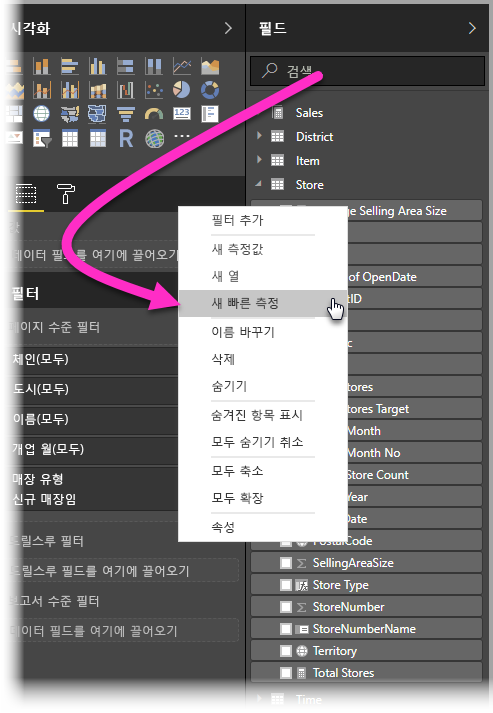 시각화
필드
검색
Sales
District
Item
Store
Selling Area Size
of OpenDate
Stores
Stores Target
Month
Month No
Store Count
Year
Date
PostalCode
SellingAreaSize
Store Type
StoreNumber
StoreNumberName
Territory
Total Stores
Time
값
데이터 필드를 여기에 끌어오기
필터
페이지 수준 필터
체인(모두)
도시(모두)
이름(모두)
개업 월(모두)
매장 유형
신규 매장임
드릴스루 필터
드릴스루 필드를 여기에 끌어오기
보고서 수준 필터
데이터 필드를 여기에 끌어오기
필터 추가
새 측정값
새 열
새 빠른 측정
이름 바꾸기
삭제
숨기기
숨겨진 항목 표시
모두 숨기기 취소
모두 축소
모두 확장
속성